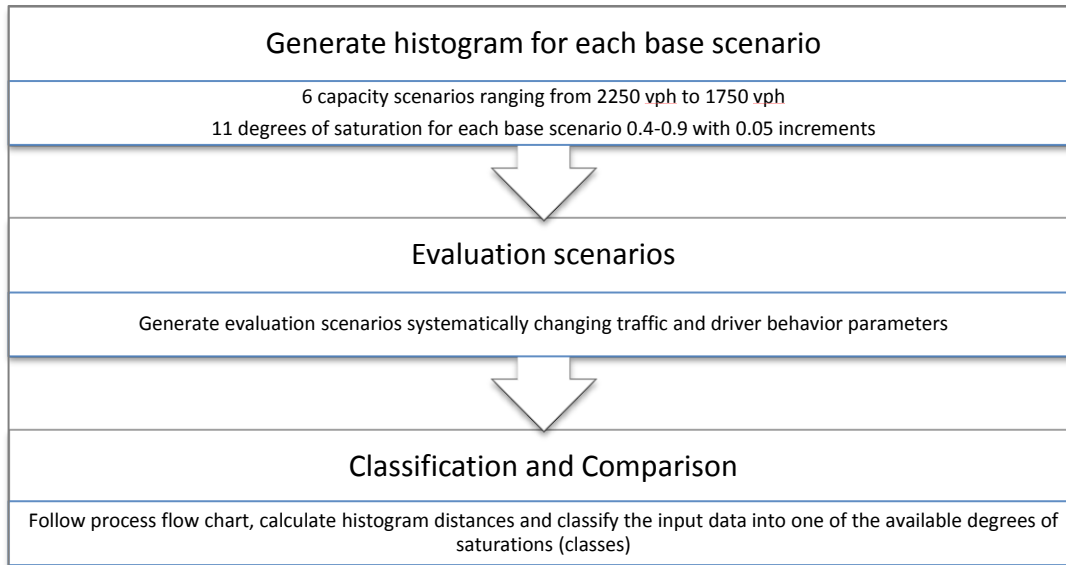 Generate histogram for each base scenario
6 capacity scenarios ranging from 2250 vph to 1750 vph
11 degrees of saturation for each base scenario 0.4-0.9 with 0.05 increments
Evaluation scenarios
Generate evaluation scenarios systematically changing traffic and driver behavior parameters
Classification and Comparison
Follow process flow chart, calculate histogram distances and classify the input data into one of the available degrees of
saturations (classes)